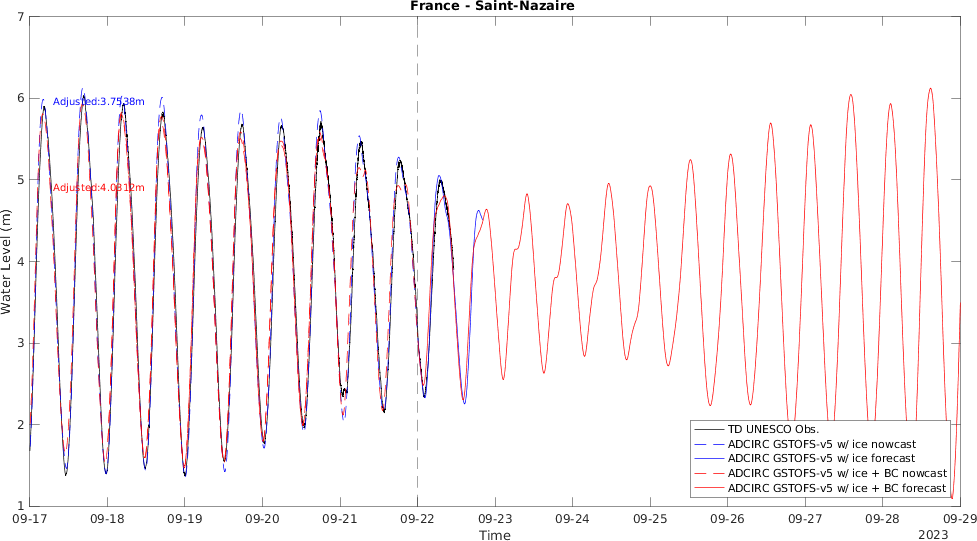 France - Saint-Nazaire
7
6
5
4
3
2
1
Water Level (m)
Adjusted:3.7538m
Adjusted:4.0312m
TD UNESCO Obs.
ADCIRC GSTOFS-v5 w/ ice nowcast
ADCIRC GSTOFS-v5 w/ ice forecast
ADCIRC GSTOFS-v5 w/ ice + BC nowcast
ADCIRC GSTOFS-v5 w/ ice + BC forecast
09-17 09-18 09-19 09-20 09-21 09-22 09-23 09-24 09-25 09-26 09-27 09-28 09-29
Time
2023